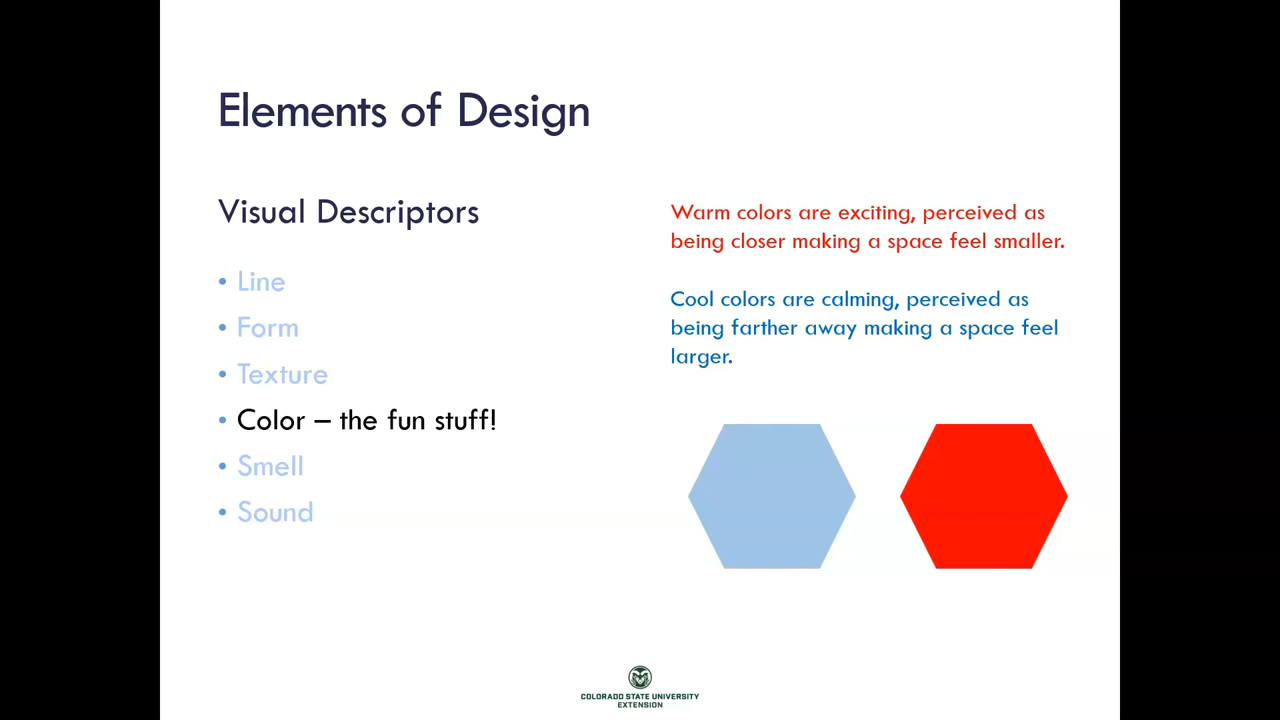 Elements of Design
Visual Descriptors
• Line
• Form
• Texture
• Color – the fun stuff!
• Smell
• Sound
Warm colors are exciting, perceived as
being closer making a space feel smaller.
Cool colors are calming, perceived as
being farther away making a space feel
larger.
COLORADO STATE UNIVERSITY
EXTENSION